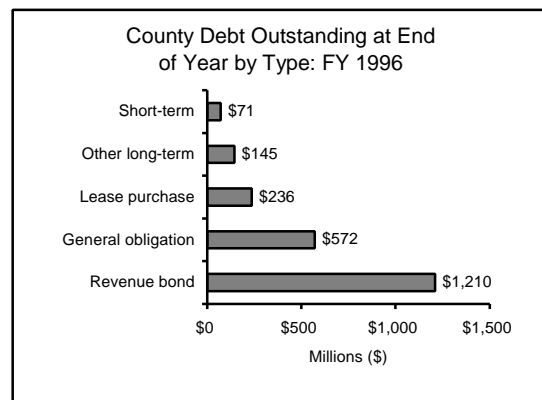 County Debt Outstanding at End
of Year by Type: FY 1996
Short-term $71
Other long-term $145
Lease purchase $236
General obligation $572
Revenue bond $1,210
$0 $500 $1,000 $1,500
Millions ($)